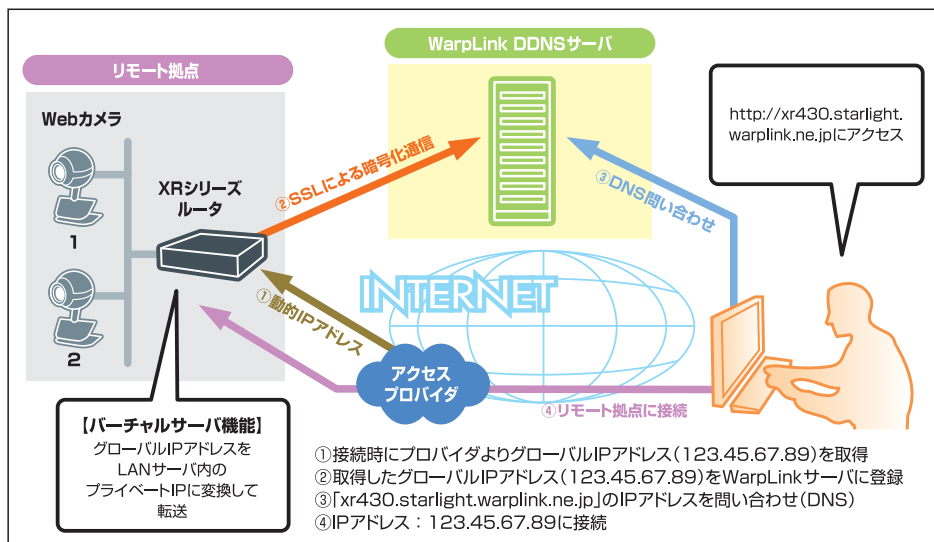 WarpLink DDNSサーバ
リモート拠点
Webカメラ
1
2
XRシリーズ
ルータ
②SSLによる暗号化通信
③DNS問い合わせ
http://xr430.starlight.
warplink.ne.jpにアクセス
INTERNET
①動的IPアドレス
アクセス
プロバイダ
④リモート拠点に接続
【バーチャルサーバ機能】
グローバルIPアドレスを
LANサーバ内の
プライベートIPに変換して
転送
①接続時にプロバイダよりグローバルIPアドレス(123.45.67.89)を取得
②取得したグローバルIPアドレス(123.45.67.89)をWarpLinkサーバに登録
③「xr430.starlight.warplink.ne.jp」のIPアドレスを問い合わせ(DNS)
④IPアドレス：123.45.67.89に接続